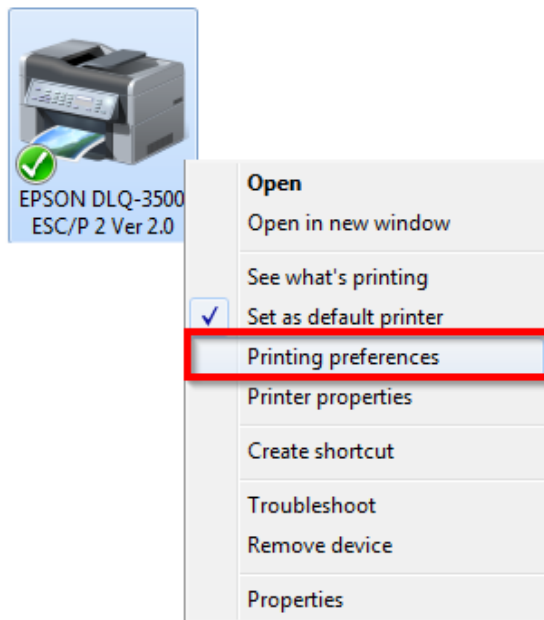 EPSON DLQ-3500
ESC/P 2 Ver 2.0
Open
Open in new window
See what's printing
Set as default printer
Printing preferences
Printer properties
Create shortcut
Troubleshoot
Remove device
Properties